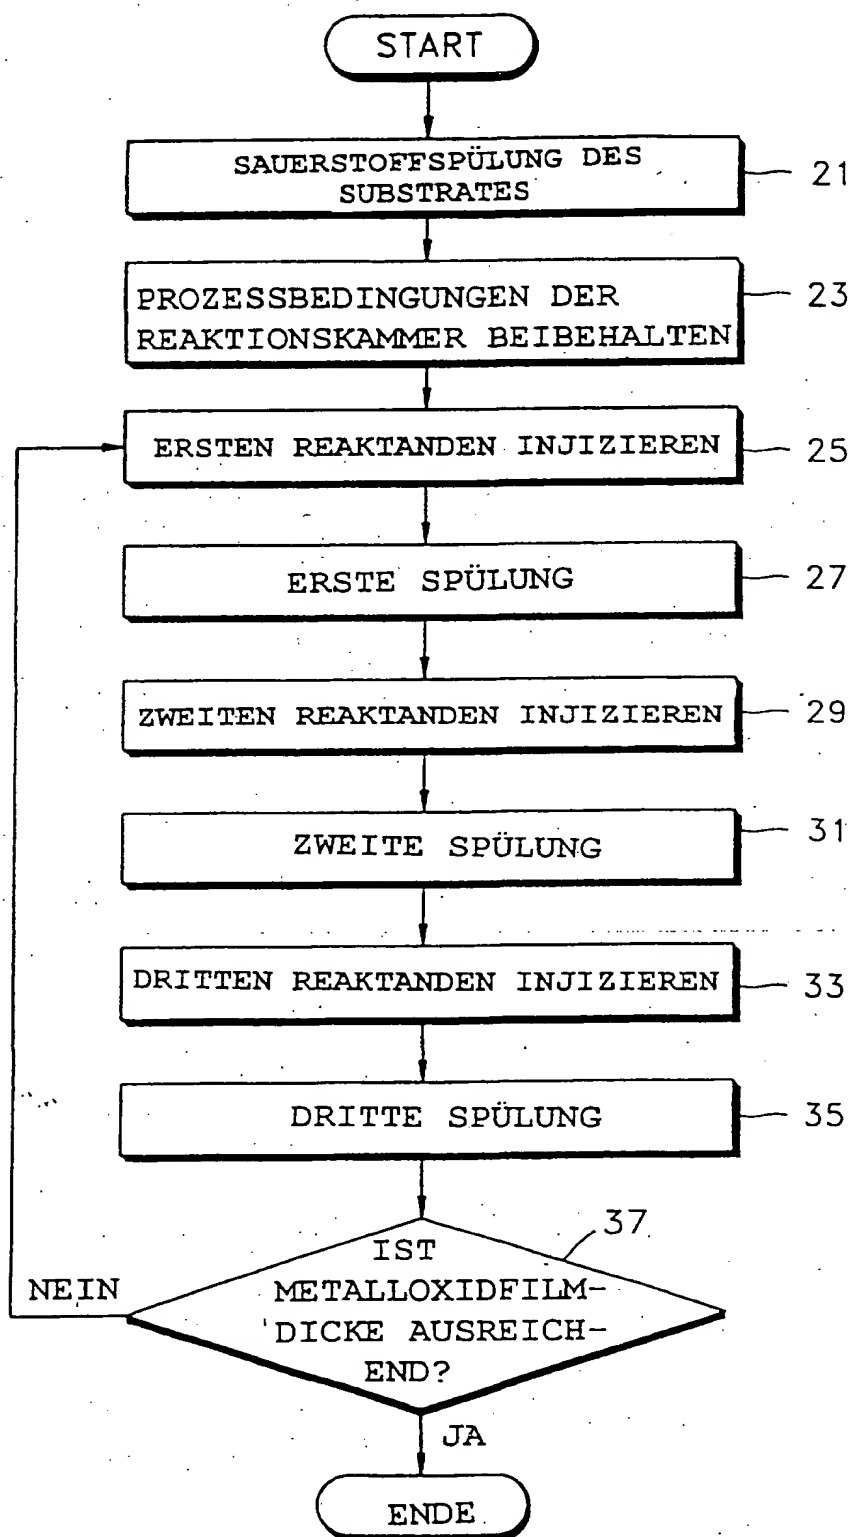 START
SAUERSTOFFSPÜLUNG DES
SUBSTRATES
21
PROZESSBEDINGUNGEN DER
REAKTIONSKAMMER BEIBEHALTEN
23
ERSTEN REAKTANDEN INJIZIEREN
25
ERSTE SPÜLUNG
27
ZWEITEN REAKTANDEN INJIZIEREN
29
ZWEITE SPÜLUNG
31
DRITTEN REAKTANDEN INJIZIEREN
33
DRITTE SPÜLUNG
35
37
IST
METALLOXIDFILM-
DICKE AUSREICH-
END?
NEIN
JA
ENDE